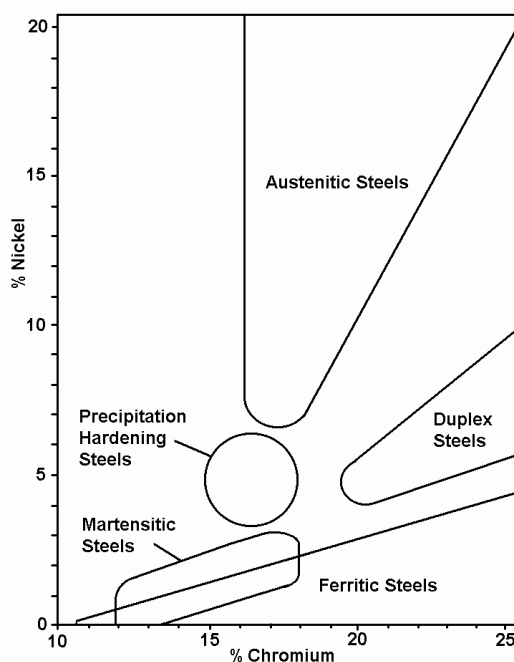 20
Austenitic Steels
15
% Nickel
10
Precipitation
Hardening
Steels
Duplex
Steels
5
Martensitic
Steels
Ferritic Steels
0
10
15
20
25
% Chromium